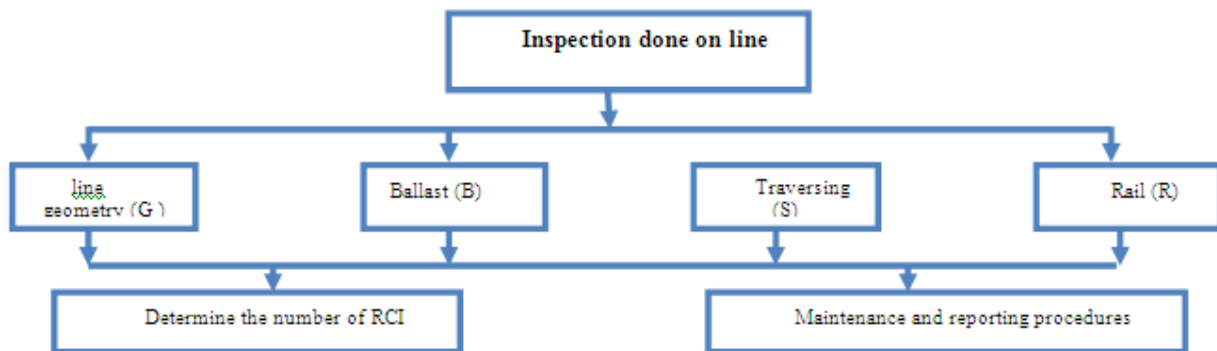 Inspection done on line
line
geometry (G )
Ballast (B)
Traversing
(S)
Rail (R)
Determine the number of RCI
Maintenance and reporting procedures